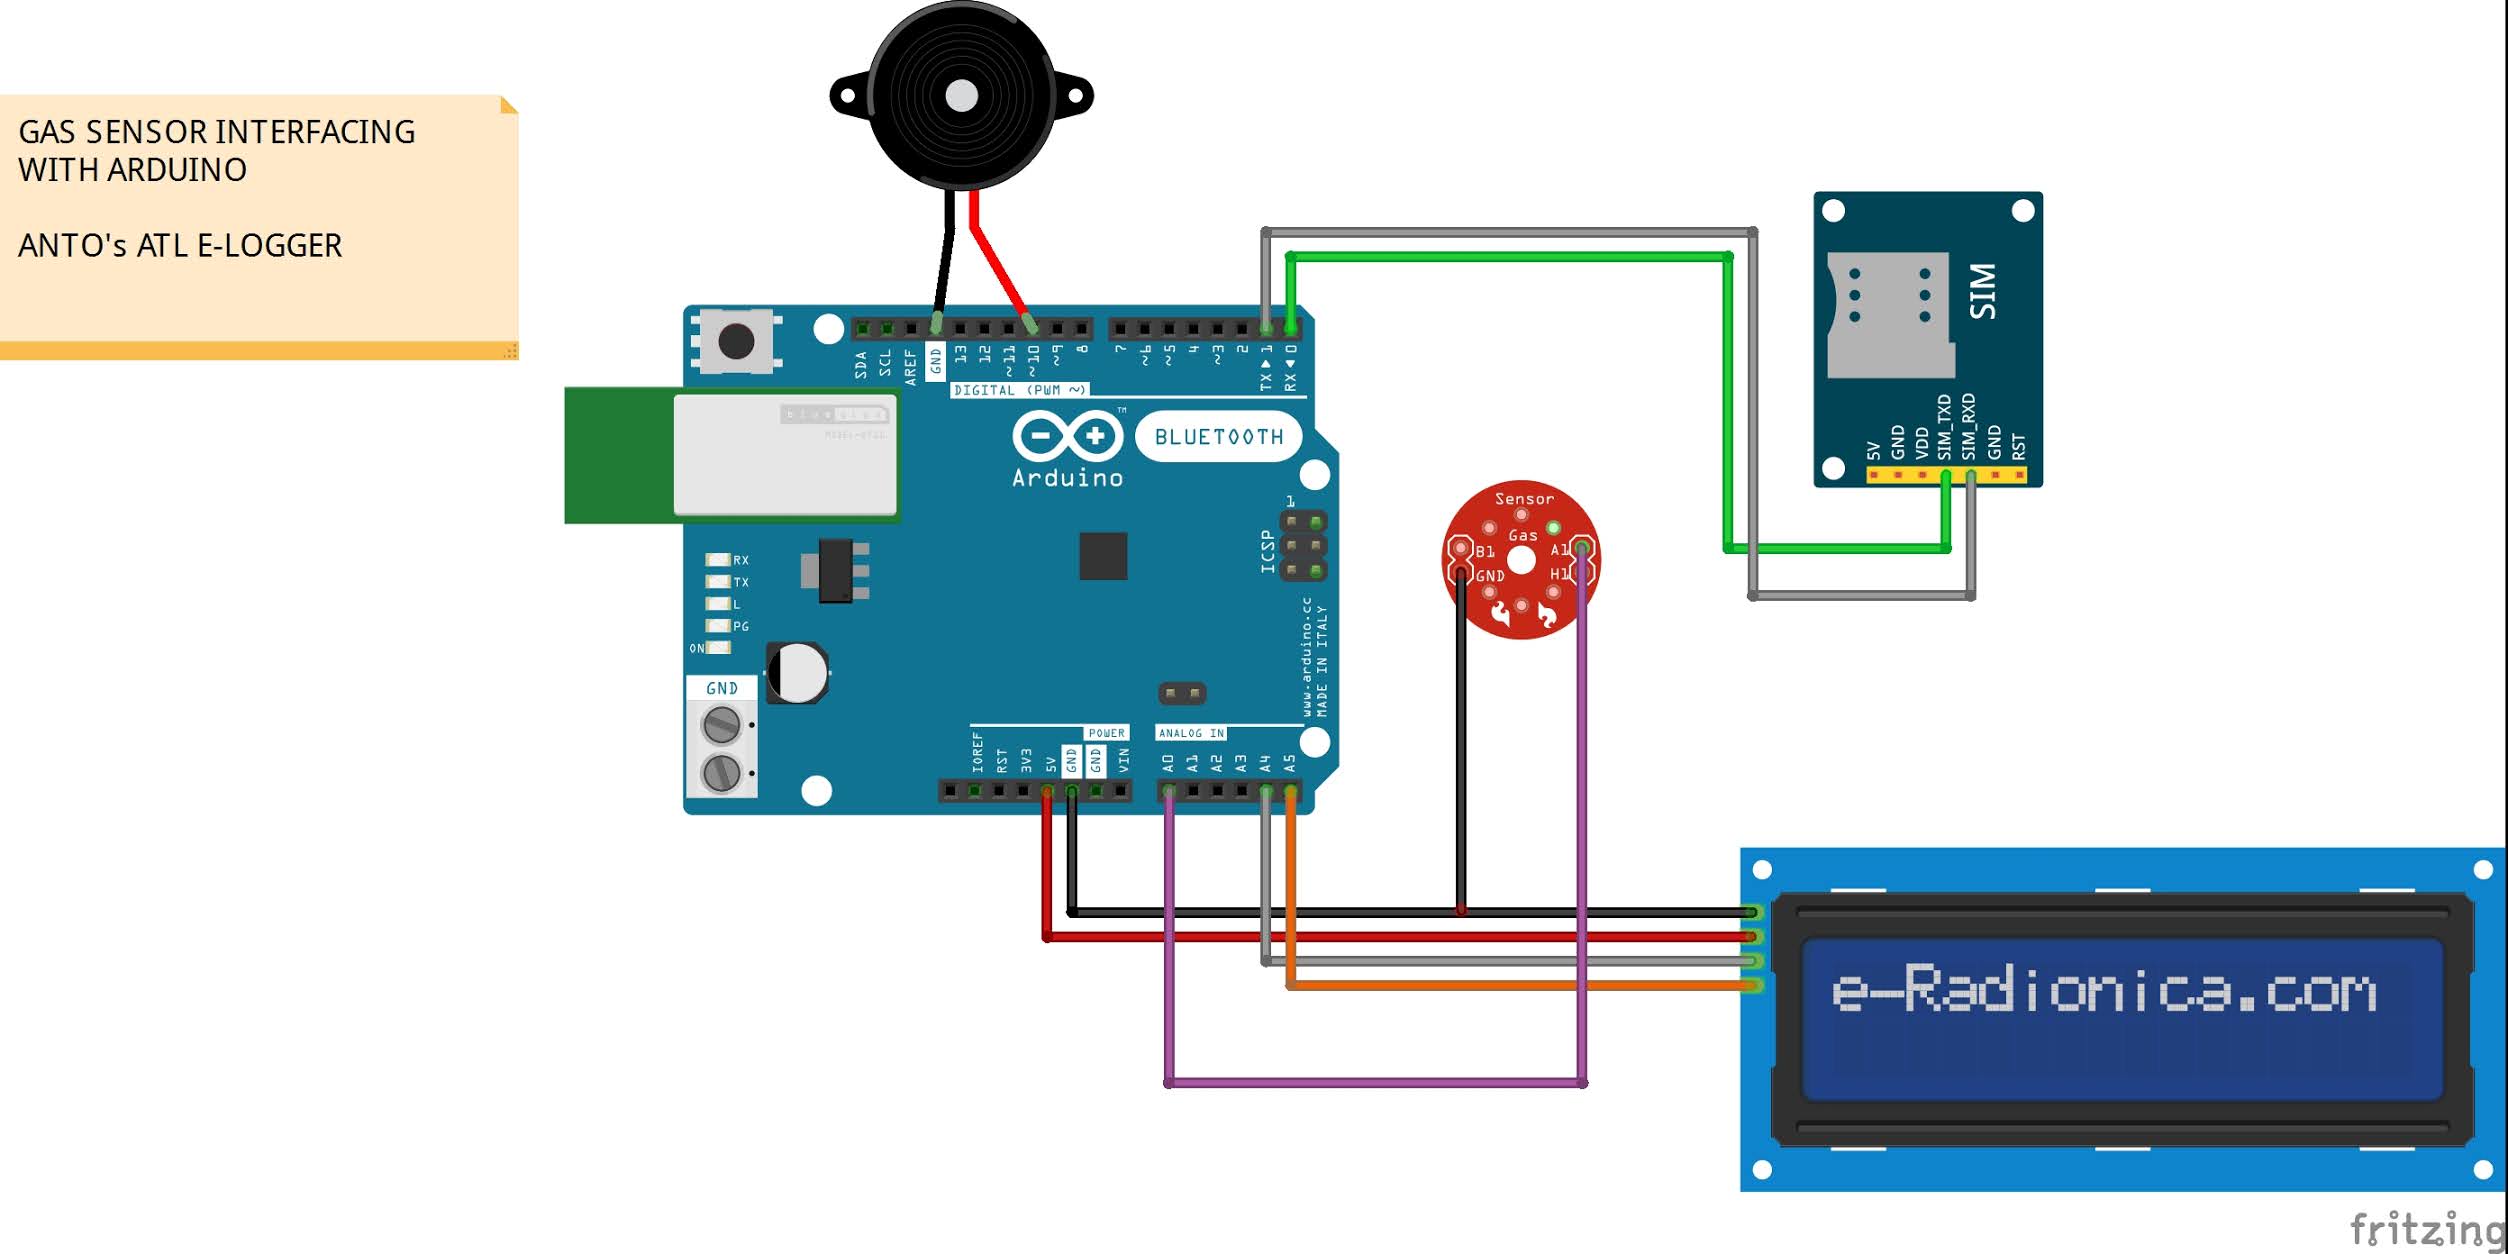 GAS SENSOR INTERFACING
WITH ARDUINO
ANTO's ATL E-LOGGER
SDA
SCL
AREF
GND
13
12
~11
~10
~9
8
7
~6
~5
4
~3
2
TX ▶ 1
RX ◀ 0
DIGITAL (PWM ~)
TM
Arduino
BLUETOOTH
RX
TX
L
PG
ON
GND
1
ICSP
www.arduino.cc
MADE IN ITALY
POWER
ANALOG IN
IOREF
RST
3V3
5V
GND
GND
VIN
A0
A1
A2
A3
A4
A5
Sensor
Gas
B1
A1
GND
H1
SIM
5V
GND
VDD
SIM_TXD
SIM_RXD
GND
RST
e-Radionica.com
fritzing